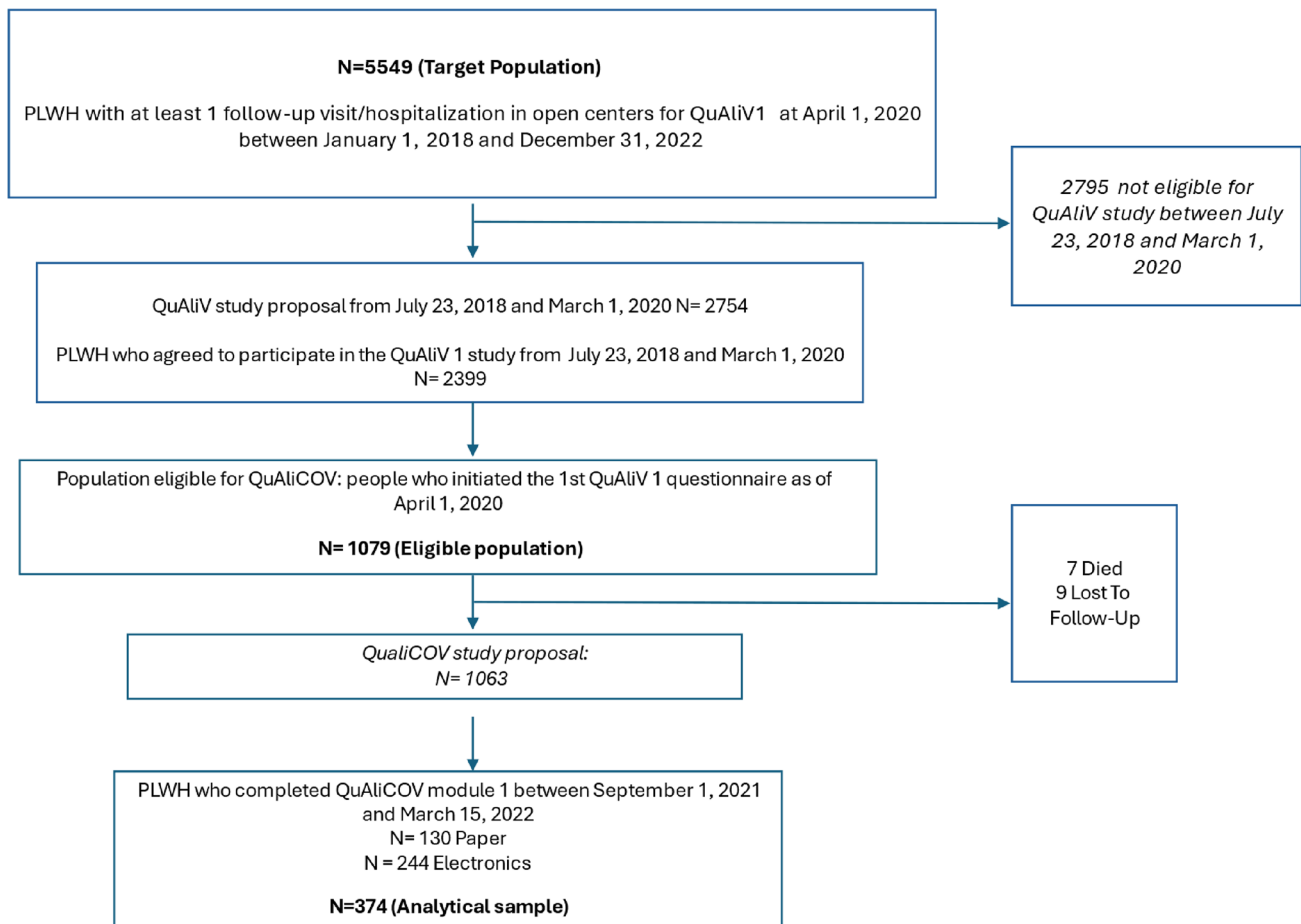 N=5549 (Target Population)
PLWH with at least 1 follow-up visit/hospitalization in open centers for QuAliV1 at April 1, 2020
between January 1, 2018 and December 31, 2022
2795 not eligible for
QuAliV study between July
23, 2018 and March 1,
2020
QuAliV study proposal from July 23, 2018 and March 1, 2020 N= 2754
PLWH who agreed to participate in the QuAliV 1 study from July 23, 2018 and March 1, 2020
N= 2399
Population eligible for QuAliCOV: people who initiated the 1st QuAliV 1 questionnaire as of
April 1, 2020
N= 1079 (Eligible population)
7 Died
9 Lost To
Follow-Up
QualiCOV study proposal:
N= 1063
PLWH who completed QuAliCOV module 1 between September 1, 2021
and March 15, 2022
N= 130 Paper
N = 244 Electronics
N=374 (Analytical sample)